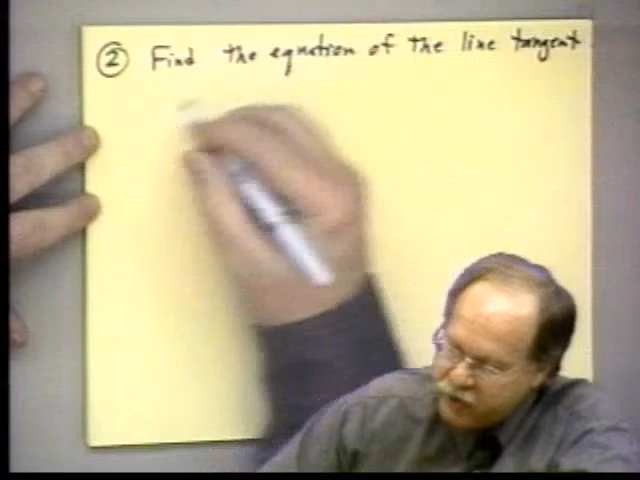 ② Find the equation of the line tangent